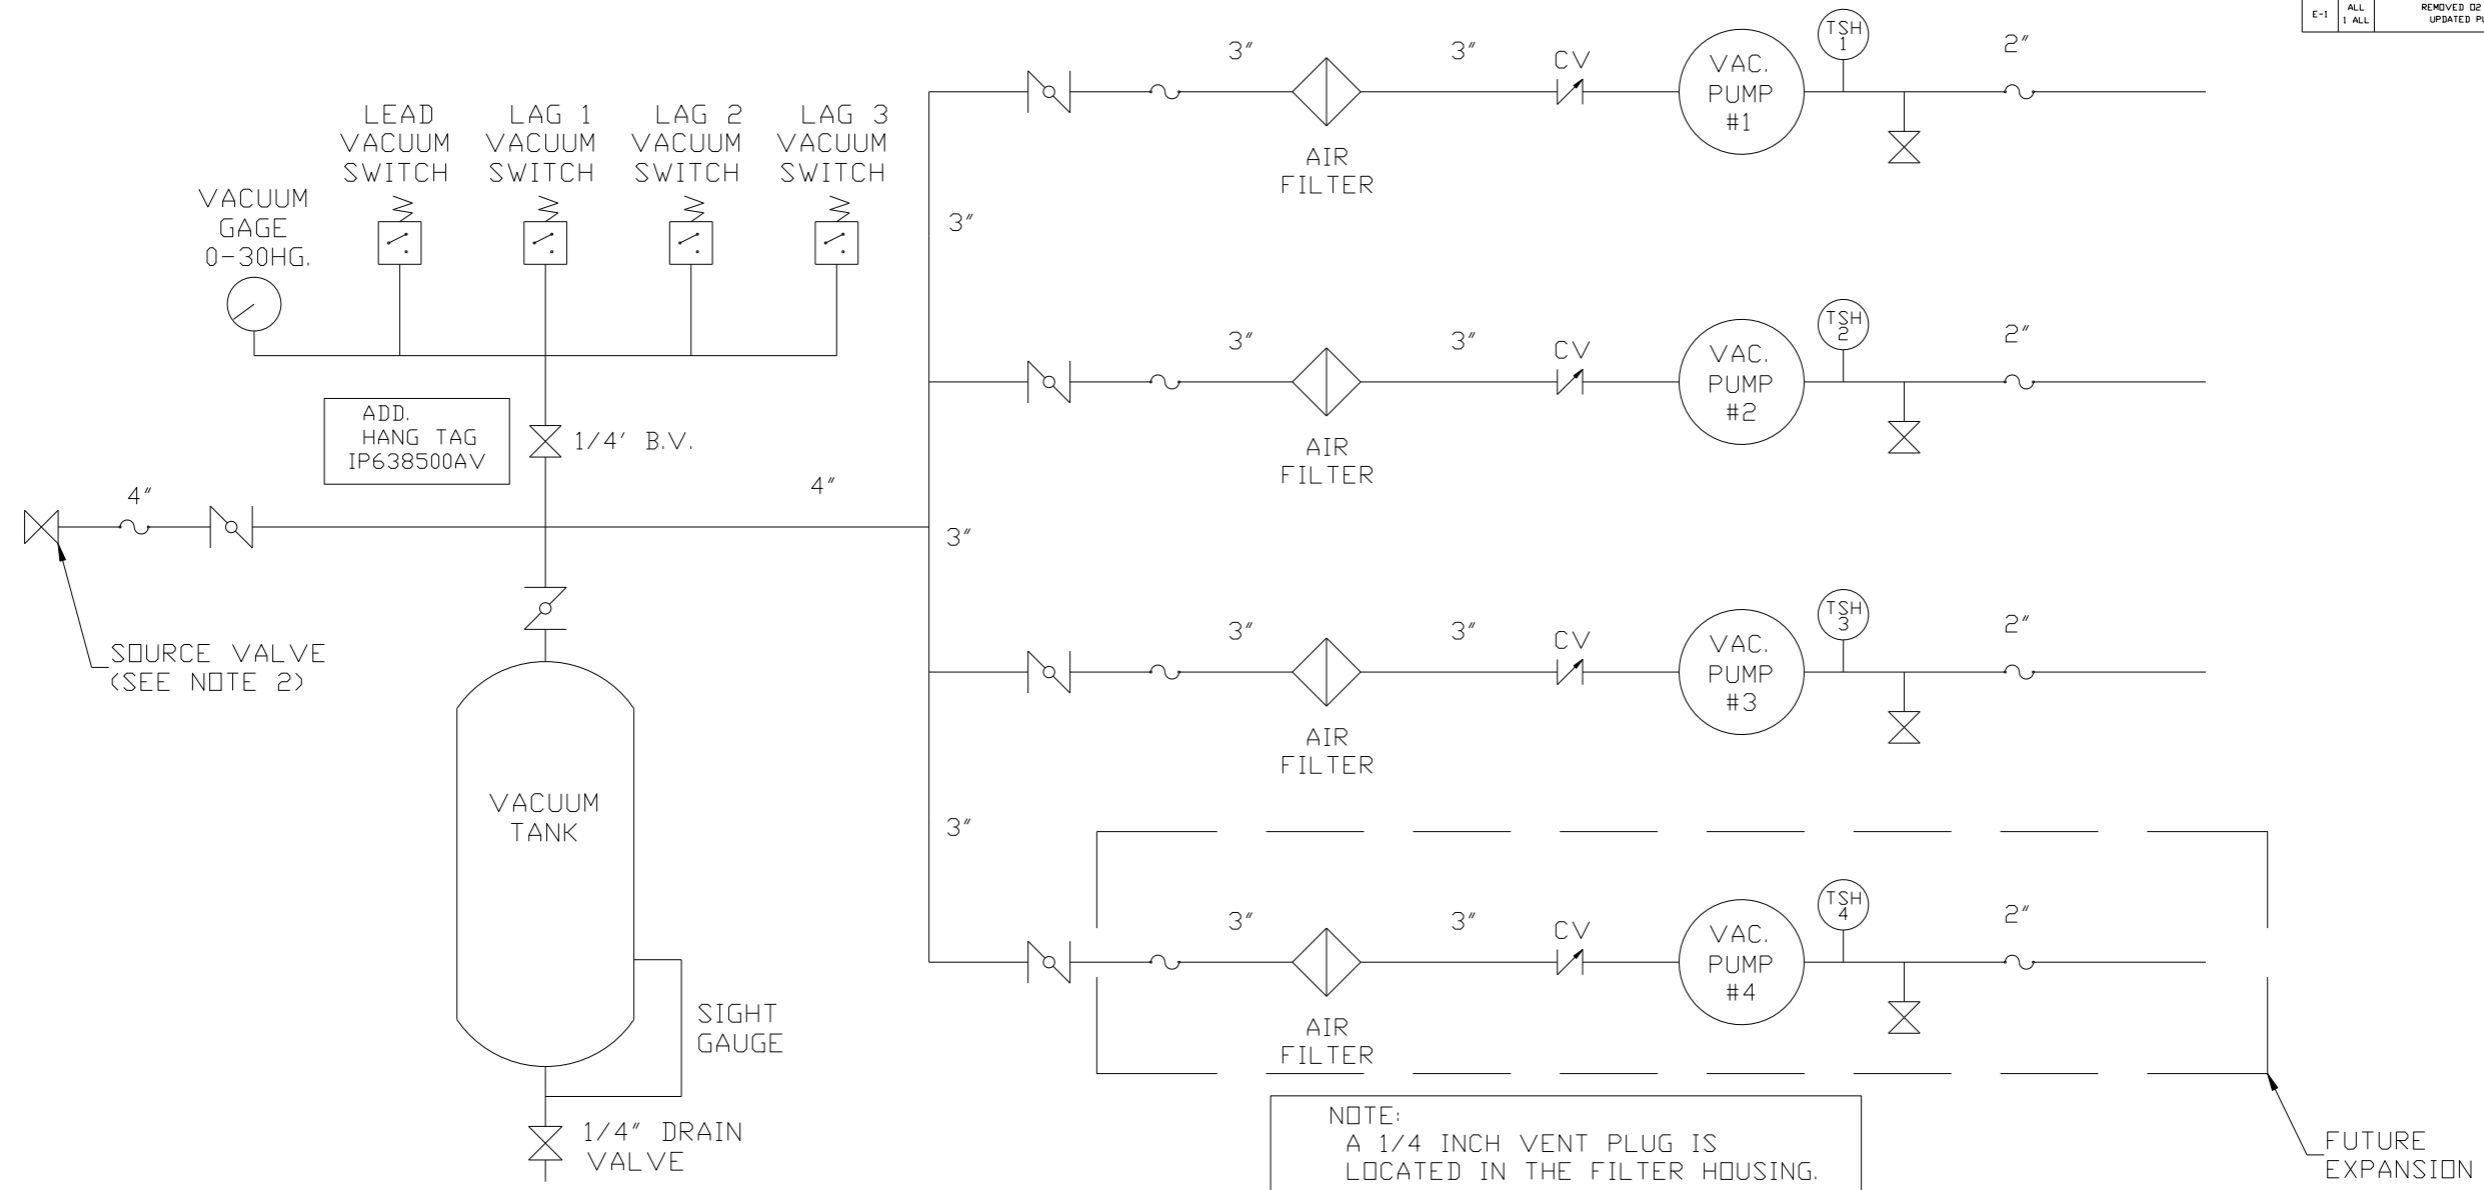 E-1
ALL
1 ALL
REMOVED 02
UPDATED
TSH
1
3″
3″
CV
VAC.
PUMP
#1
2″
AIR
FILTER
LEAD
VACUUM
SWITCH
LAG 1
VACUUM
SWITCH
LAG 2
VACUUM
SWITCH
LAG 3
VACUUM
SWITCH
VACUUM
GAGE
0-30HG.
3″
TSH
2
3″
3″
CV
VAC.
PUMP
#2
2″
AIR
FILTER
ADD.
HANG TAG
IP638500AV
1/4′ B.V.
4″
4″
3″
SOURCE VALVE
(SEE NOTE 2)
TSH
3
3″
3″
CV
VAC.
PUMP
#3
2″
AIR
FILTER
VACUUM
TANK
3″
TSH
4
3″
3″
CV
VAC.
PUMP
#4
2″
AIR
FILTER
SIGHT
GAUGE
1/4″ DRAIN
VALVE
NOTE:
A 1/4 INCH VENT PLUG IS
LOCATED IN THE FILTER HOUSING.
FUTURE
EXPANSION